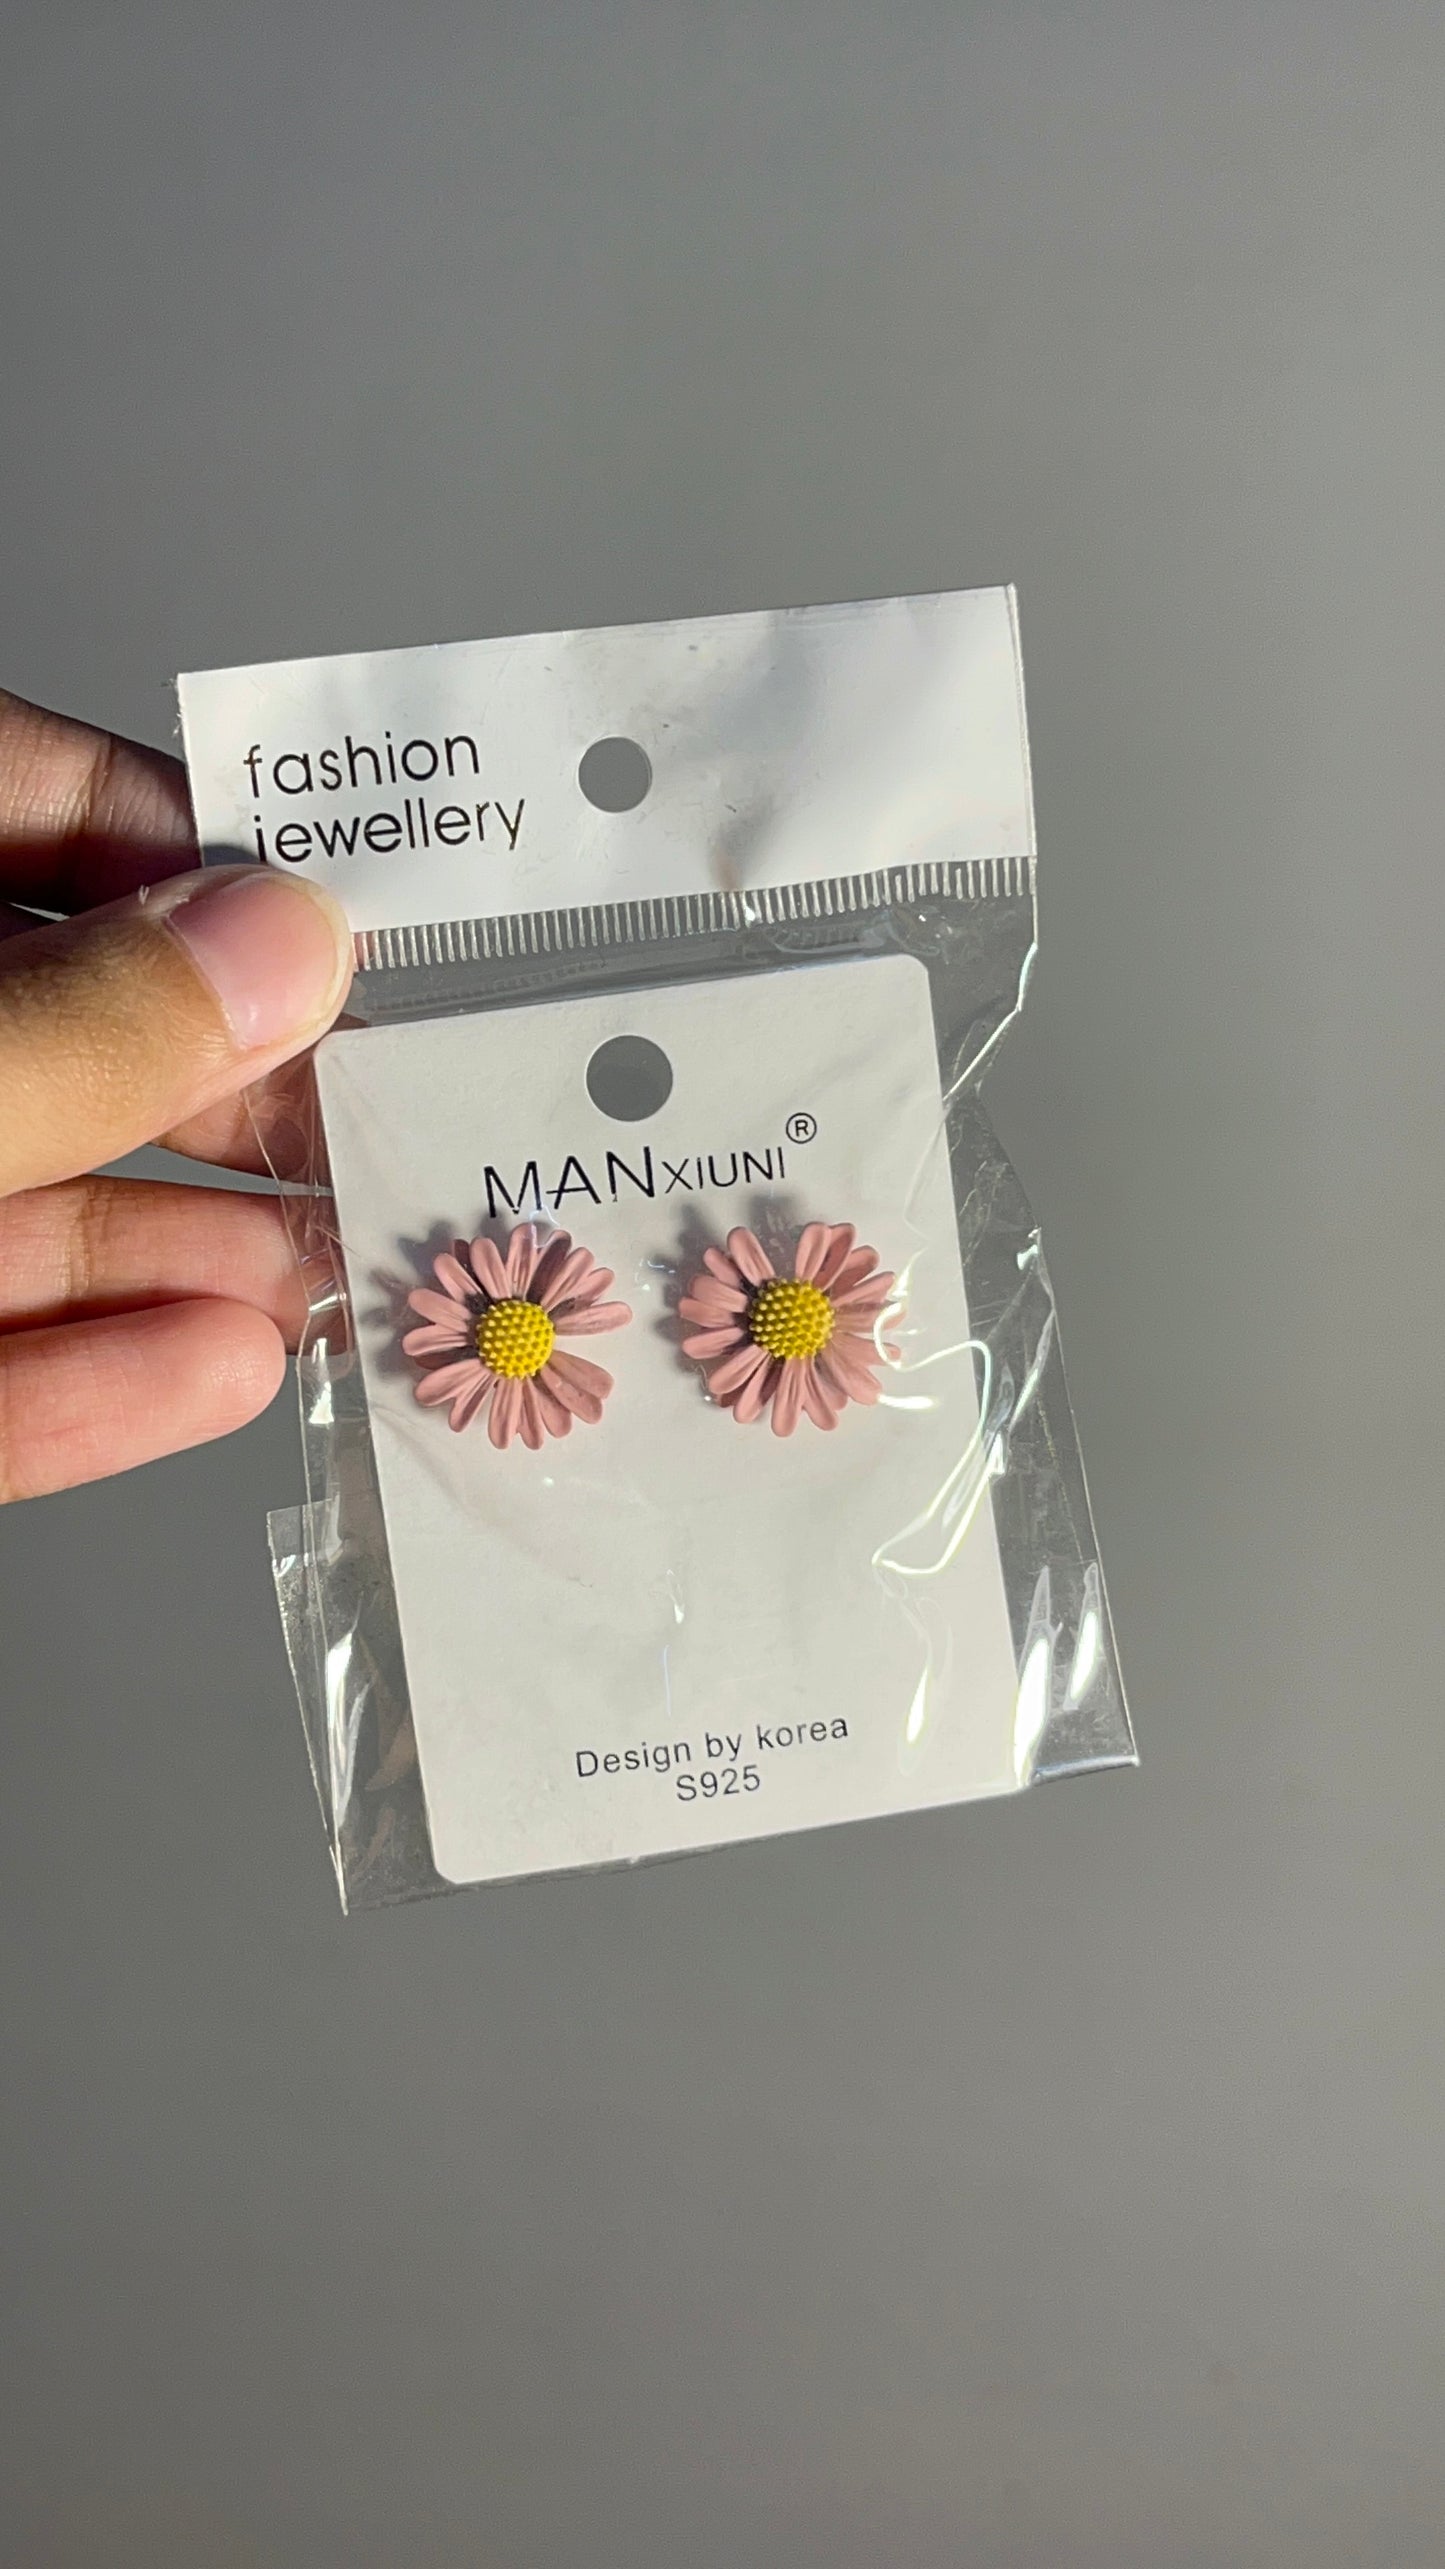 fashion
jewellery
MANXIUNI®
Design by korea
S925